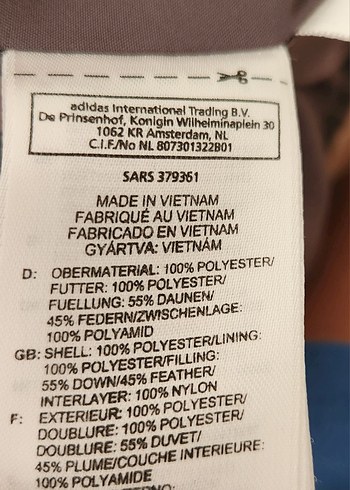 adidas International Trading B.V.
De Prinsenhof, Konigin Wilhelminaplein 30
1062 KR Amsterdam, NL
C.I.F./No NL 807301322B01
SARS 379361
MADE IN VIETNAM
FABRIQUÉ AU VIETNAM
FABRICADO EN VIETNAM
GYÁRTVA: VIETNÁM
D: OBERMATERIAL: 100% POLYESTER/
FUTTER: 100% POLYESTER/
FUELLUNG: 55% DAUNEN/
45% FEDERN/ZWISCHENLAGE:
100% POLYAMID
GB: SHELL: 100% POLYESTER/LINING:
100% POLYESTER/FILLING:
55% DOWN/45% FEATHER/
INTERLAYER: 100% NYLON
F: EXTERIEUR: 100% POLYESTER/
DOUBLURE: 100% POLYESTER/
DOUBLURE: 55% DUVET/
45% PLUME/COUCHE INTERIEURE:
100% POLYAMIDE